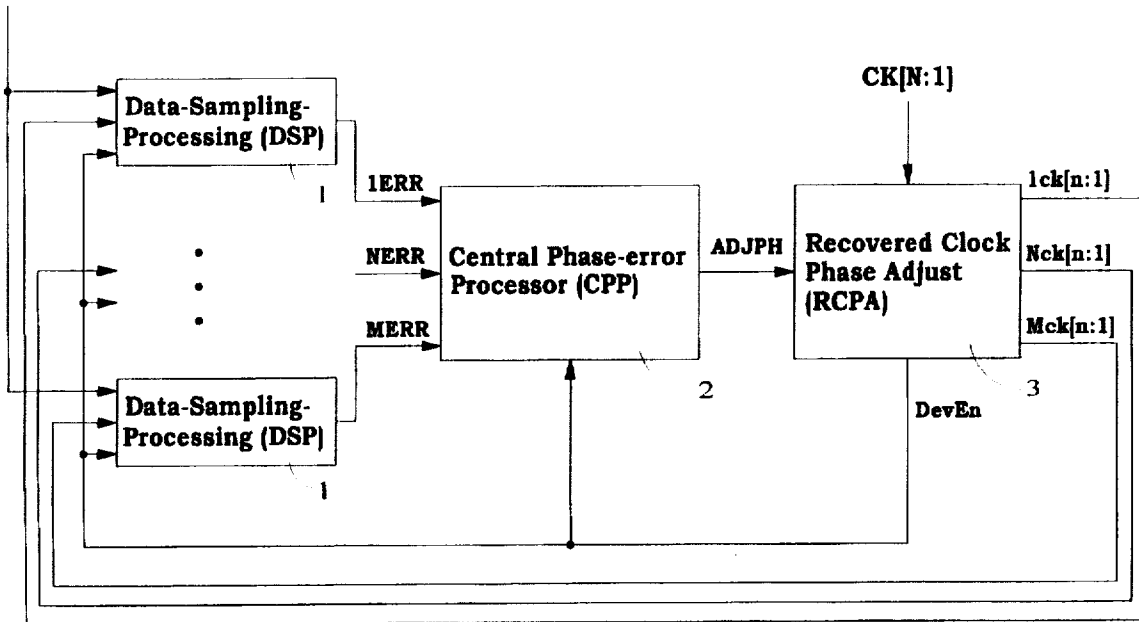 CK[N:1]
Data-Sampling-
Processing (DSP)
1
1ERR
1ck[n:1]
NERR
Central Phase-error
Processor (CPP)
2
ADJPH
Recovered Clock
Phase Adjust
(RCPA)
3
Nck[n:1]
MERR
Mck[n:1]
Data-Sampling-
Processing (DSP)
1
DevEn